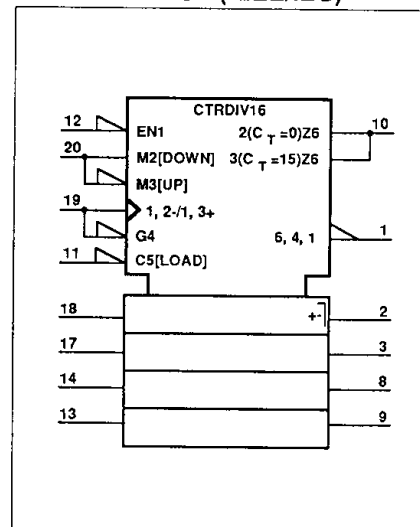 CTRDIV16
12 EN1 2(CT=0)Z6 10
20 M2[DOWN] 3(CT=15)Z6
M3[UP]
19 1, 2-/1, 3+
G4 6, 4, 1 1
11 C5[LOAD]
18 +- 2
17 3
14 8
13 9